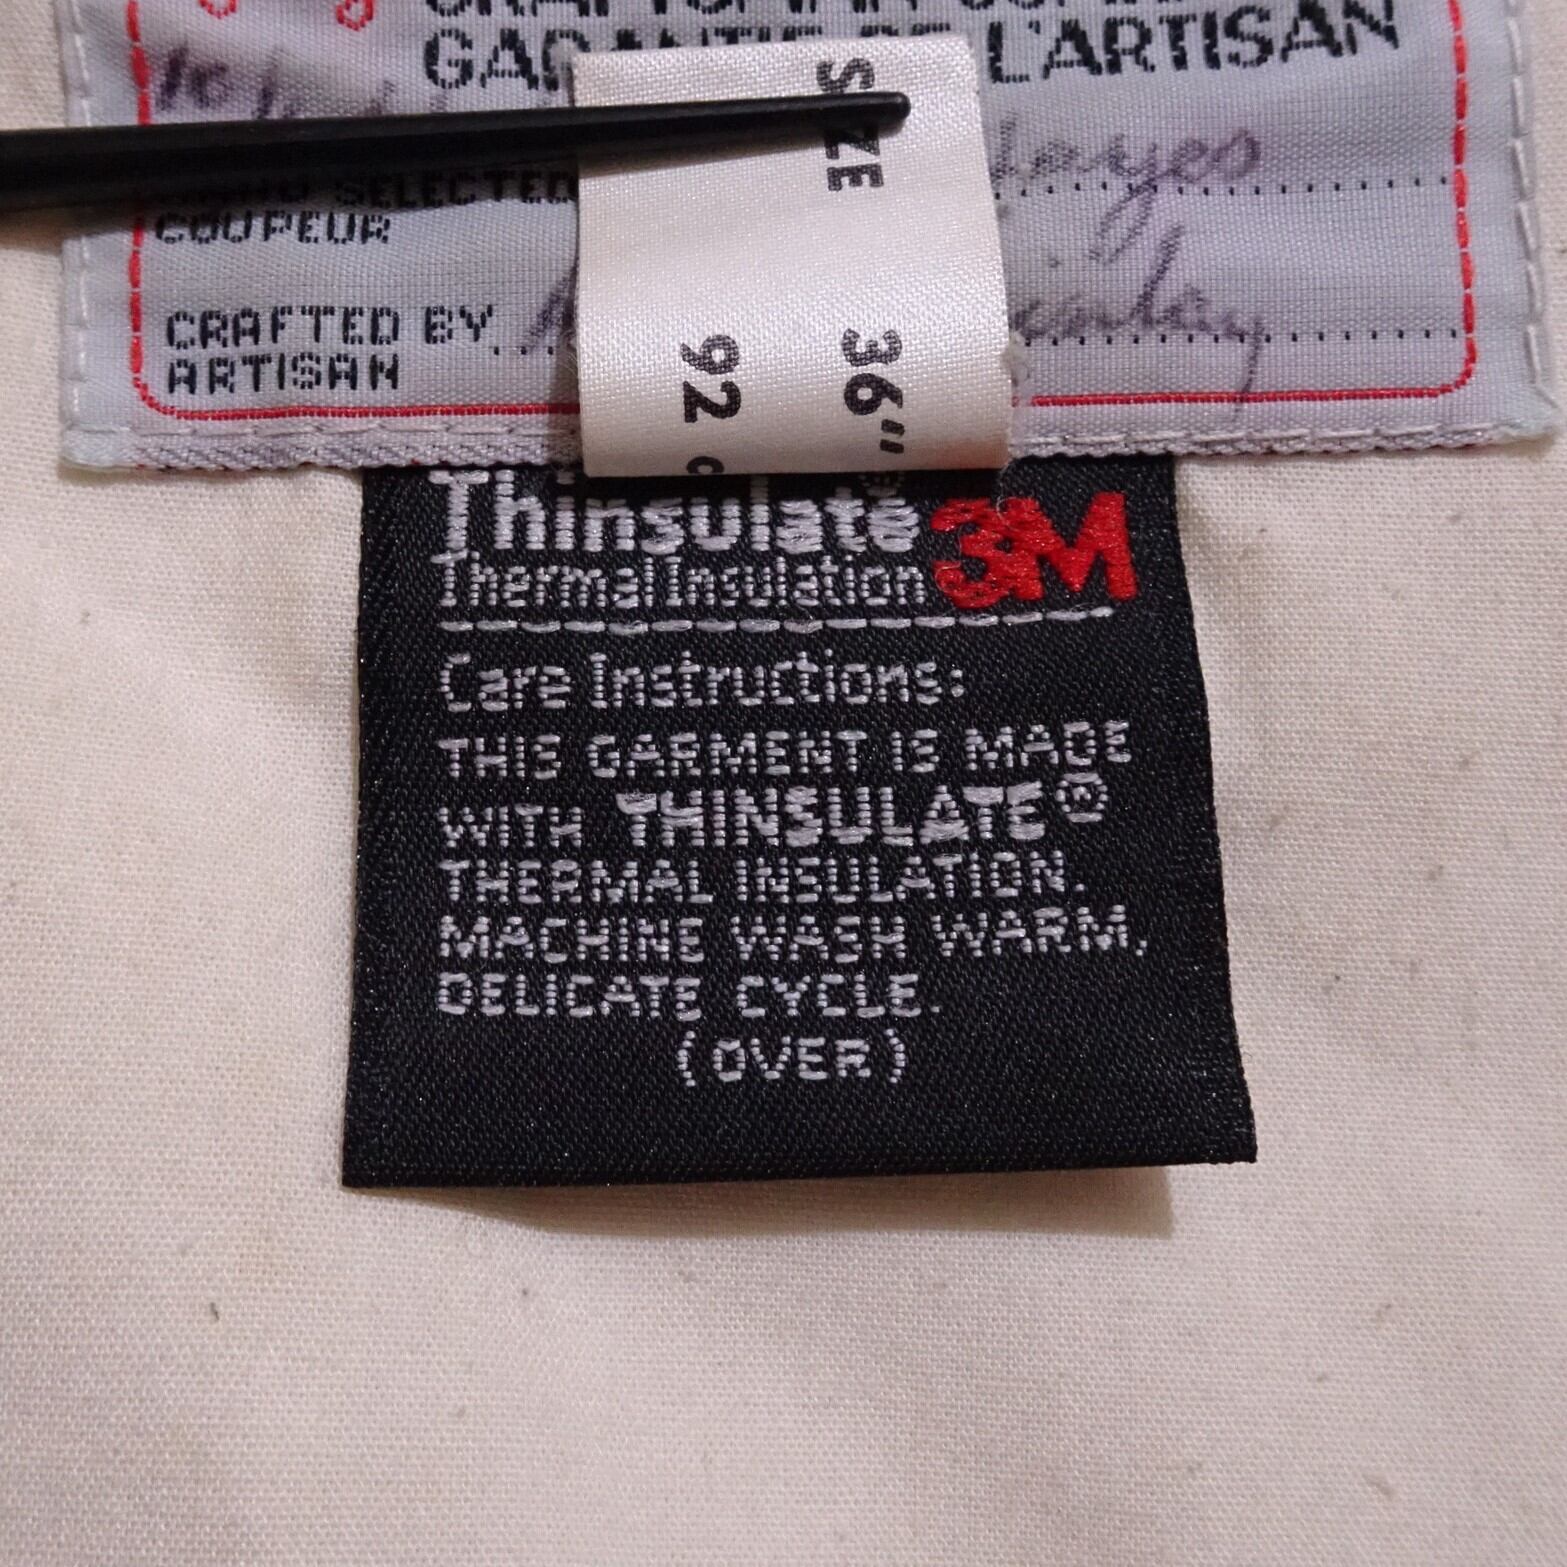 GARANTIE DE L'ARTISAN
SELECTED
COUPEUR
CRAFTED BY
ARTISAN
SIZE 36"
92
Thinsulate 3M
Thermal Insulation
Care Instructions:
THIS GARMENT IS MADE
WITH THINSULATE®
THERMAL INSULATION.
MACHINE WASH WARM,
DELICATE CYCLE.
(OVER)